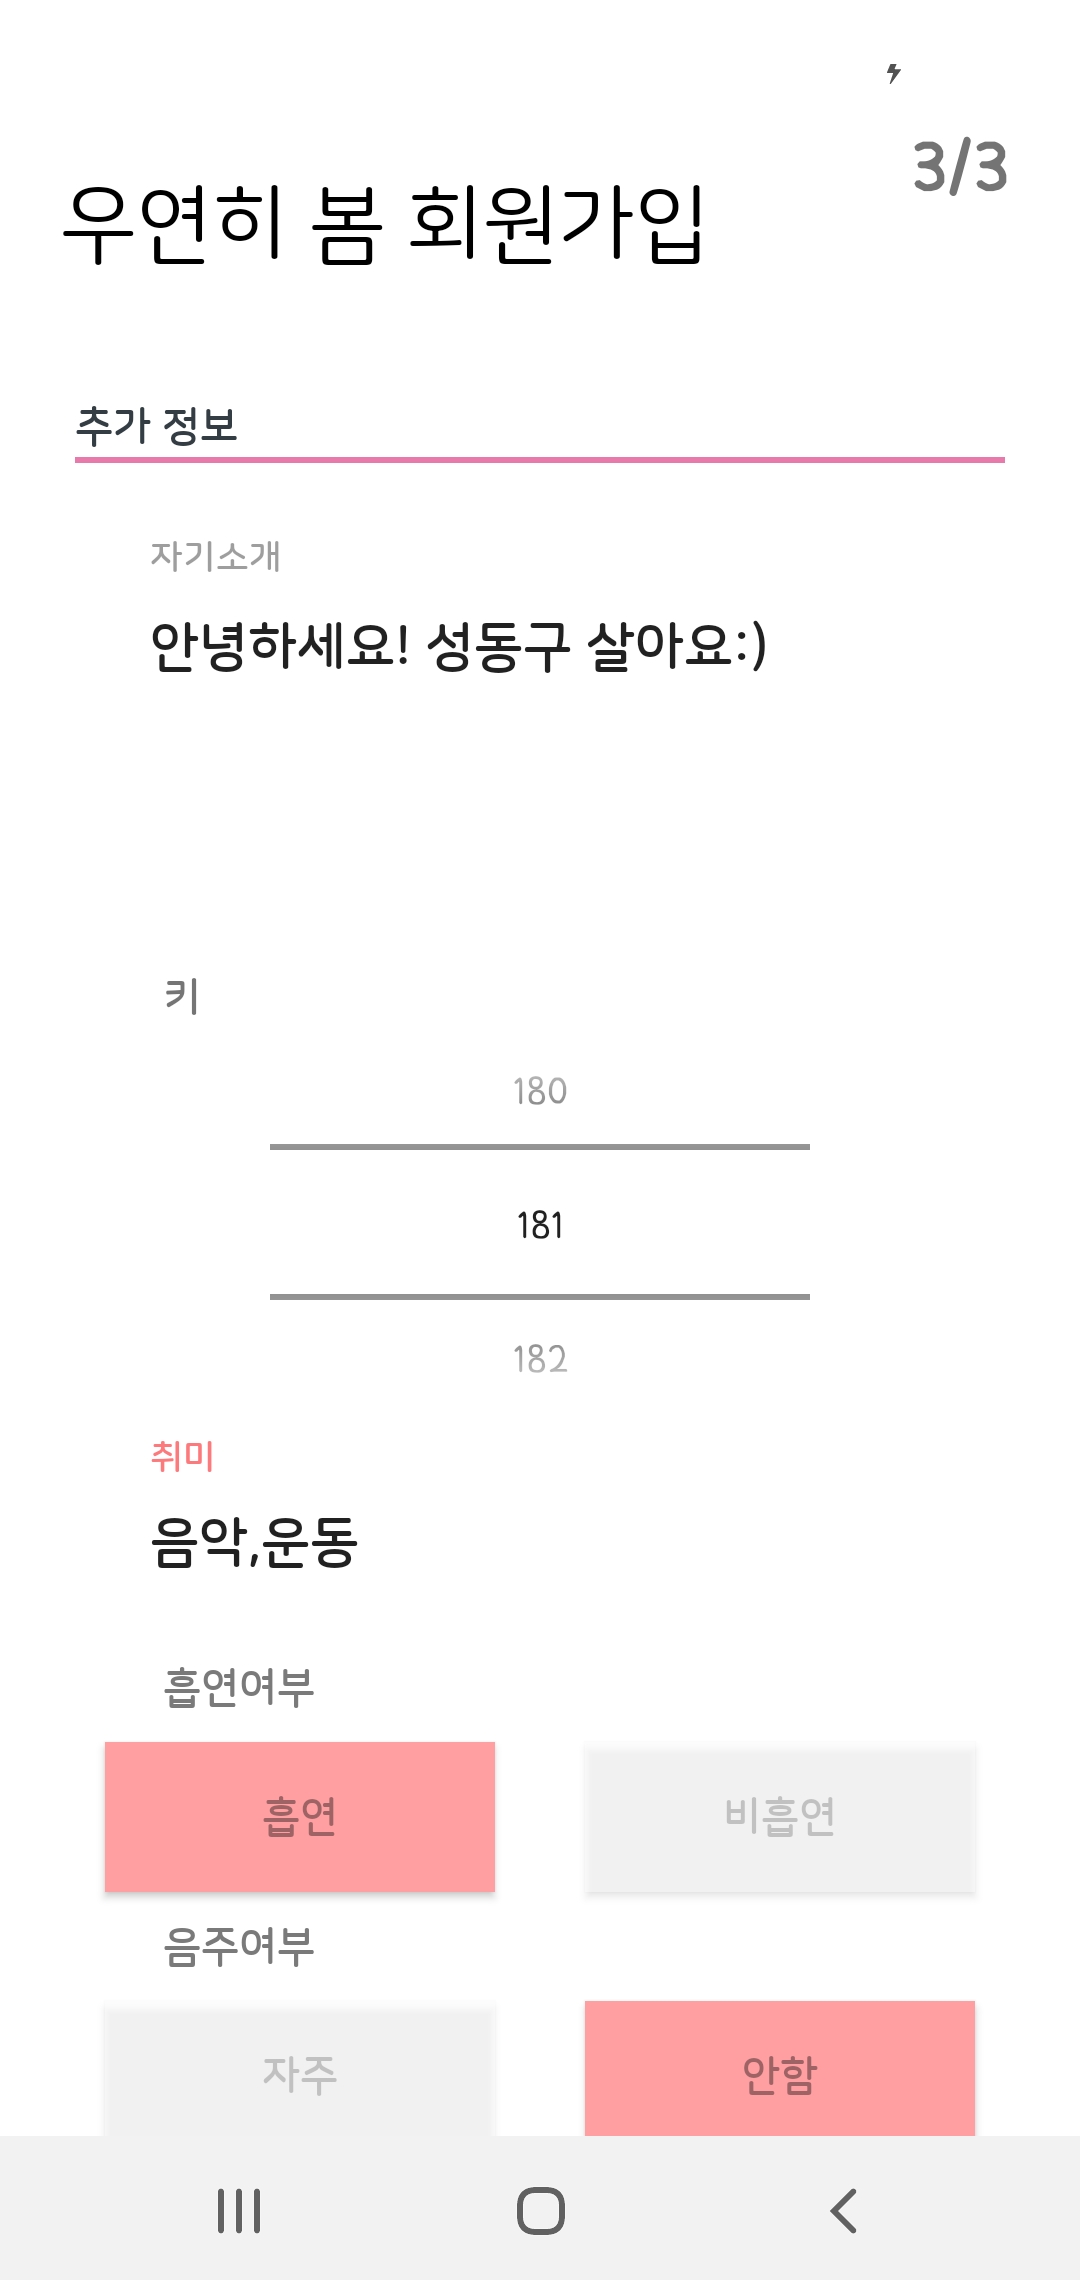 3/3
우연히 봄 회원가입
추가 정보
자기소개
안녕하세요! 성동구 살아요:)
키
180
181
182
취미
음악,운동
흡연여부
흡연 비흡연
음주여부
자주 안함